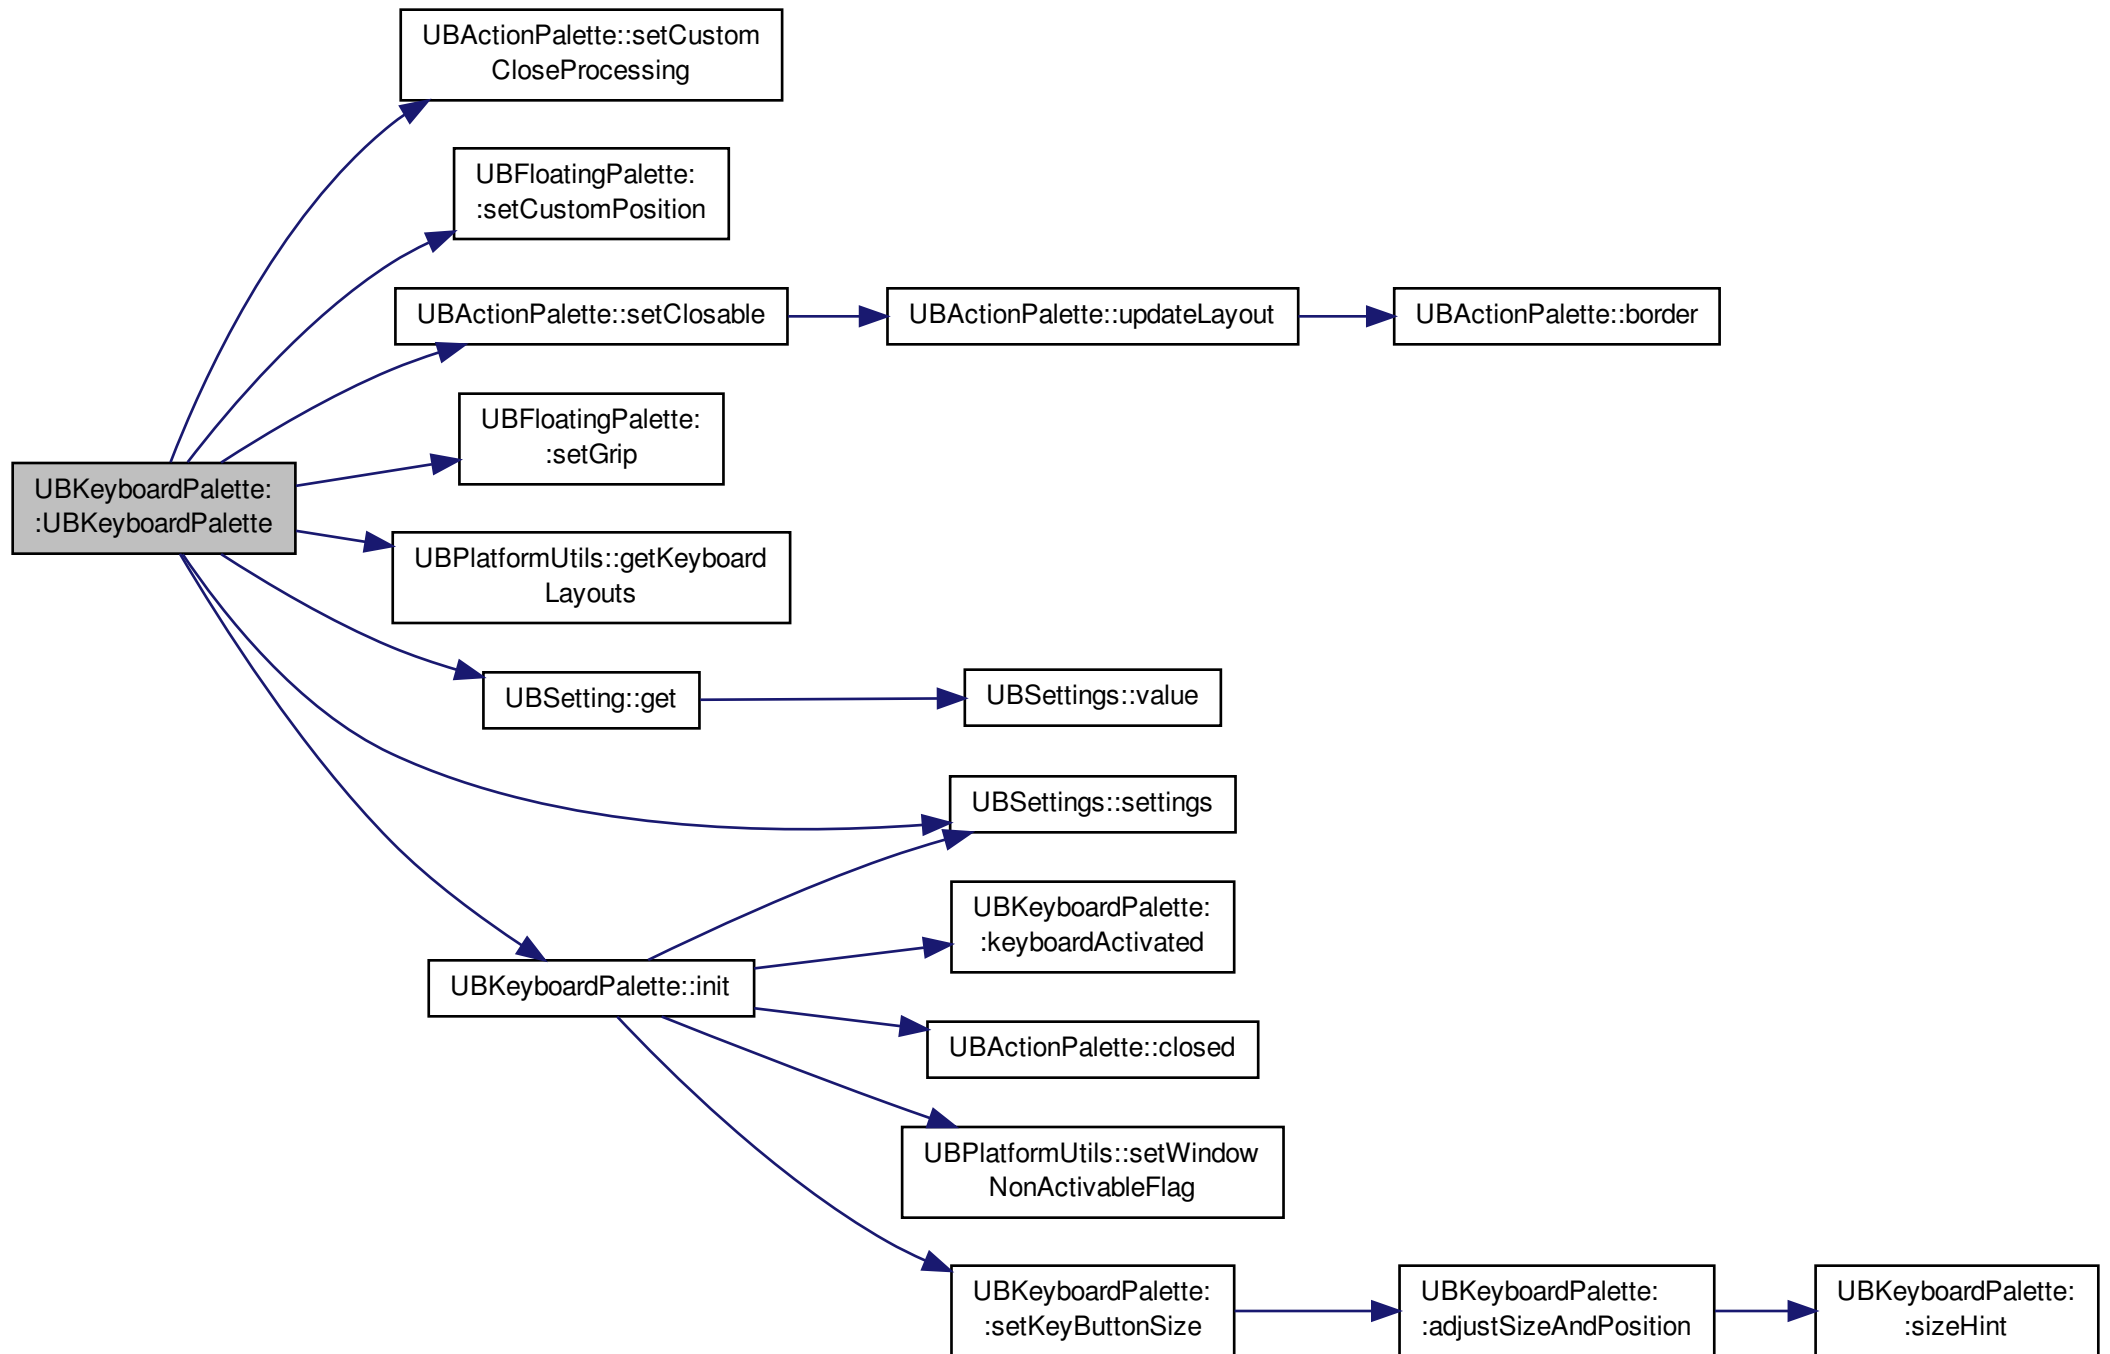 UBActionPalette::setCustom
CloseProcessing
UBFloatingPalette:
:setCustomPosition
UBActionPalette::setClosable
UBActionPalette::updateLayout
UBActionPalette::border
UBFloatingPalette:
:setGrip
UBKeyboardPalette:
:UBKeyboardPalette
UBPlatformUtils::getKeyboard
Layouts
UBSetting::get
UBSettings::value
UBSettings::settings
UBKeyboardPalette:
:keyboardActivated
UBKeyboardPalette::init
UBActionPalette::closed
UBPlatformUtils::setWindow
NonActivableFlag
UBKeyboardPalette:
:setKeyButtonSize
UBKeyboardPalette:
:adjustSizeAndPosition
UBKeyboardPalette:
:sizeHint